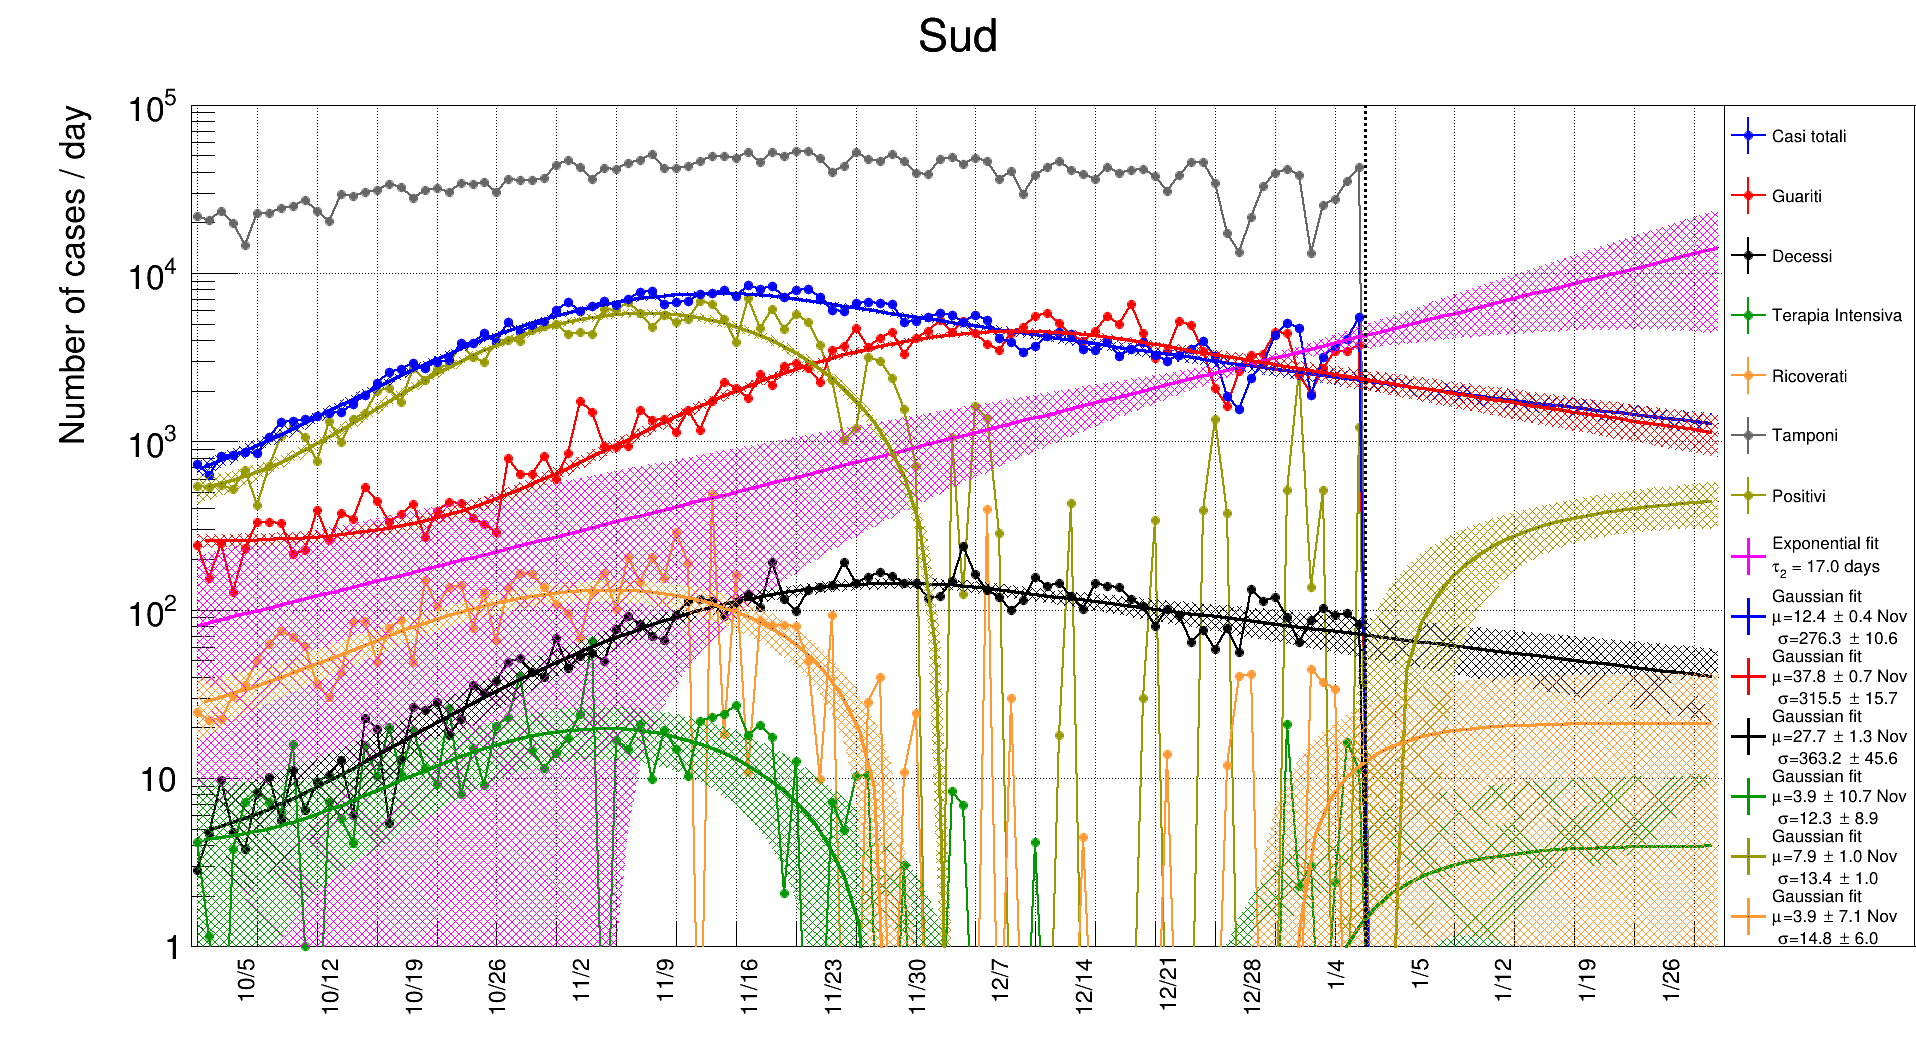 Sud
Number of cases / day
10^5
10^4
10^3
10^2
10
1
10/5
10/12
10/19
10/26
11/2
11/9
11/16
11/23
11/30
12/7
12/14
12/21
12/28
1/4
1/5
1/12
1/19
1/26
Casi totali
Guariti
Decessi
Terapia Intensiva
Ricoverati
Tamponi
Positivi
Exponential fit
τ₂ = 17.0 days
Gaussian fit
μ=12.4 ± 0.4 Nov
σ=276.3 ± 10.6
Gaussian fit
μ=37.8 ± 0.7 Nov
σ=315.5 ± 15.7
Gaussian fit
μ=27.7 ± 1.3 Nov
σ=363.2 ± 45.6
Gaussian fit
μ=3.9 ± 10.7 Nov
σ=12.3 ± 8.9
Gaussian fit
μ=7.9 ± 1.0 Nov
σ=13.4 ± 1.0
Gaussian fit
μ=3.9 ± 7.1 Nov
σ=14.8 ± 6.0